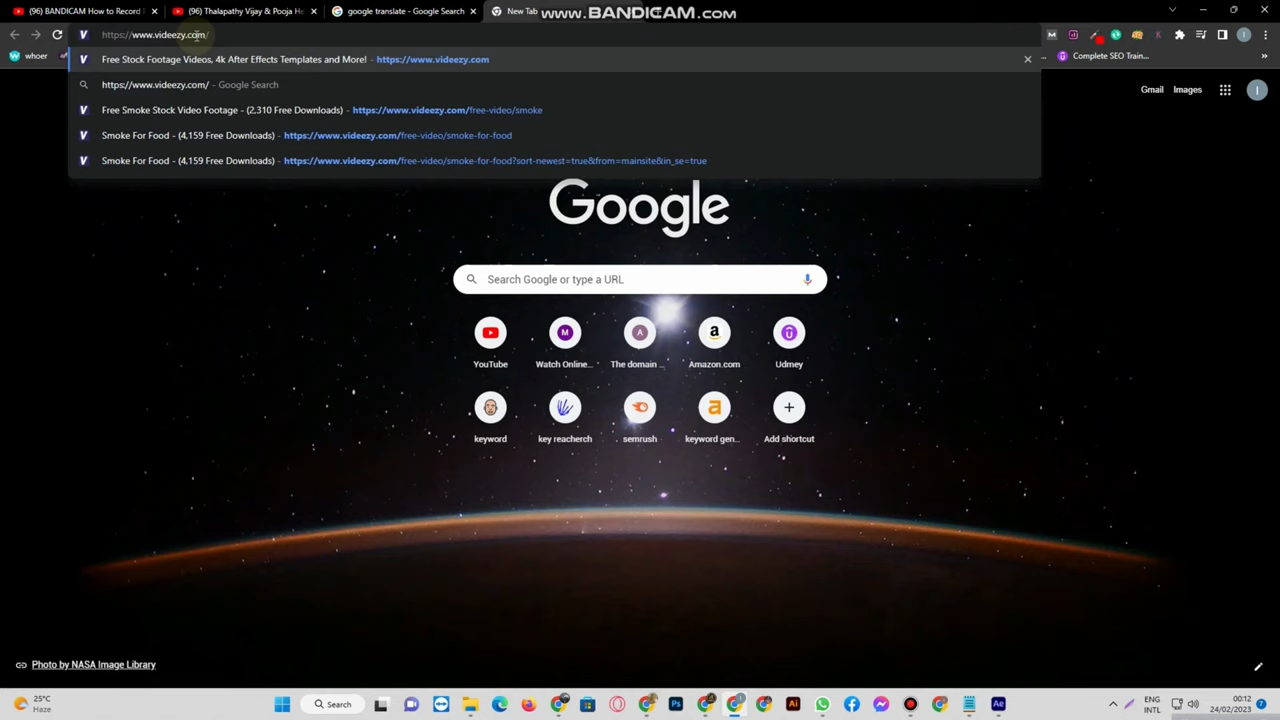 (96) BANDICAM How to Record
(96) Thalapathy Vijay & Pooja He
google translate - Google Search
New Tab
www.BANDICAM.com
https://www.videezy.com/
whoer
Complete SEO Train...
Free Stock Footage Videos, 4k After Effects Templates and More! - https://www.videezy.com
https://www.videezy.com/ - Google Search
Free Smoke Stock Video Footage - (2,310 Free Downloads) - https://www.videezy.com/free-video/smoke
Smoke For Food - (4,159 Free Downloads) - https://www.videezy.com/free-video/smoke-for-food
Smoke For Food - (4,159 Free Downloads) - https://www.videezy.com/free-video/smoke-for-food?sort-newest=true&from=mainsite&in_se=true
Gmail Images
Google
Search Google or type a URL
YouTube
Watch Online...
The domain ...
Amazon.com
Udmey
keyword
key reacherch
semrush
keyword gen...
Add shortcut
Photo by NASA Image Library
25°C
Haze
Search
ENG
INTL
00:12
24/02/2023